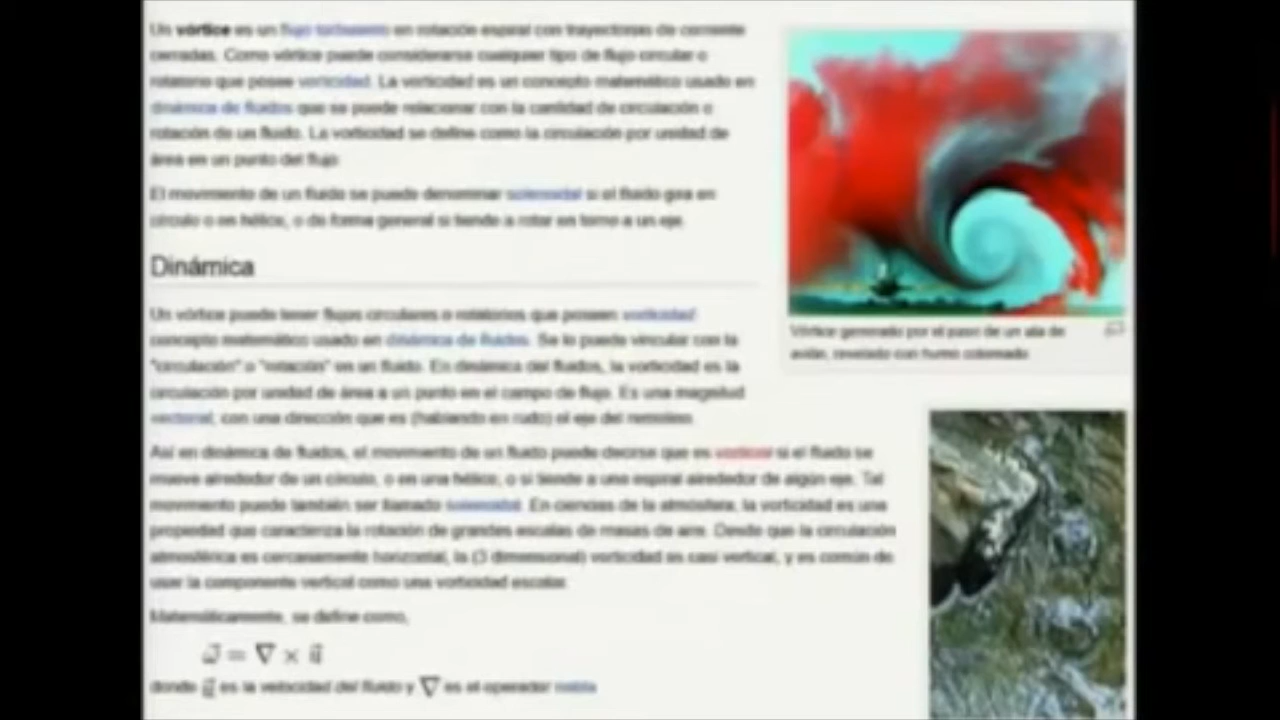 Un vórtice es un flujo turbulento en rotación espiral con trayectorias de corriente
cerradas. Como vórtice puede considerarse cualquier tipo de flujo circular o
rotatorio que posee vorticidad. La vorticidad es un concepto matemático usado en
dinámica de fluidos que se puede relacionar con la cantidad de circulación o
rotación de un fluido. La vorticidad se define como la circulación por unidad de
área en un punto del flujo.
El movimiento de un fluido se puede denominar solenoidal si el fluido gira en
círculo o en hélice, o de forma general si tiende a rotar en torno a un eje.
Dinámica
Un vórtice puede tener flujos circulares o rotatorios que poseen vorticidad
concepto matemático usado en dinámica de fluidos. Se lo puede vincular con la
"circulación" o "rotación" en un fluido. En dinámica del fluidos, la vorticidad es la
circulación por unidad de área a un punto en el campo de flujo. Es una magnitud
vectorial, con una dirección que es (hablando en rudo) el eje del remolino.
Así en dinámica de fluidos, el movimiento de un fluido puede decirse que es vortical si el fluido se
mueve alrededor de un círculo, o en una hélice, o si tiende a una espiral alrededor de algún eje. Tal
movimiento puede también ser llamado solenoidal. En ciencias de la atmósfera, la vorticidad es una
propiedad que caracteriza la rotación de grandes escalas de masas de aire. Desde que la circulación
atmosférica es cercanamente horizontal, la (3 dimensional) vorticidad es casi vertical, y es común de
usar la componente vertical como una vorticidad escalar.
Matemáticamente, se define como,
ω⃗ = ∇ × u⃗
donde u⃗ es la velocidad del fluido y ∇ es el operador nabla
Vórtice generado por el paso de un ala de
avión, revelado con humo coloreado